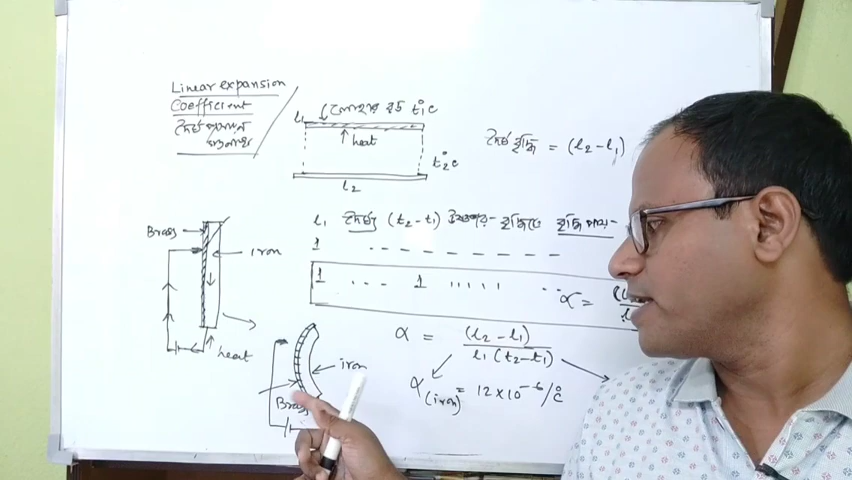 Linear expansion
Coefficient
দৈর্ঘ্য প্রসারণ
l₁ লোহার রড t₁°c
heat
t₂°c
l₂
দৈর্ঘ্য বৃদ্ধি = (l₂-l₁)
l₁ দৈর্ঘ্য (t₂-t₁) উষ্ণতা বৃদ্ধিতে বৃদ্ধি পায়
1 - - - - - - - -
1 ... 1 ..... ..
α =
Brass
iron
heat
α = (l₂-l₁) / l₁(t₂-t₁)
iron
Brass
α(iron) = 12×10⁻⁶/°c